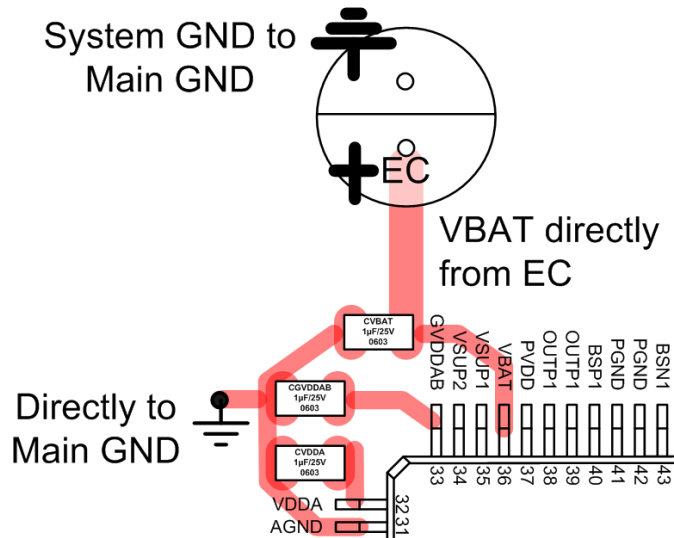 System GND to
Main GND
+EC
VBAT directly
from EC
CVBAT
1µF/25V
0603
CGVDDAB
1µF/25V
0603
CVDDA
1µF/25V
0603
Directly to
Main GND
GVDDAB
VSUP2
VSUP1
VBAT
PVDD
OUTP1
OUTP1
BSP1
PGND
PGND
BSN1
33
34
35
36
37
38
39
40
41
42
43
VDDA
AGND
32
31